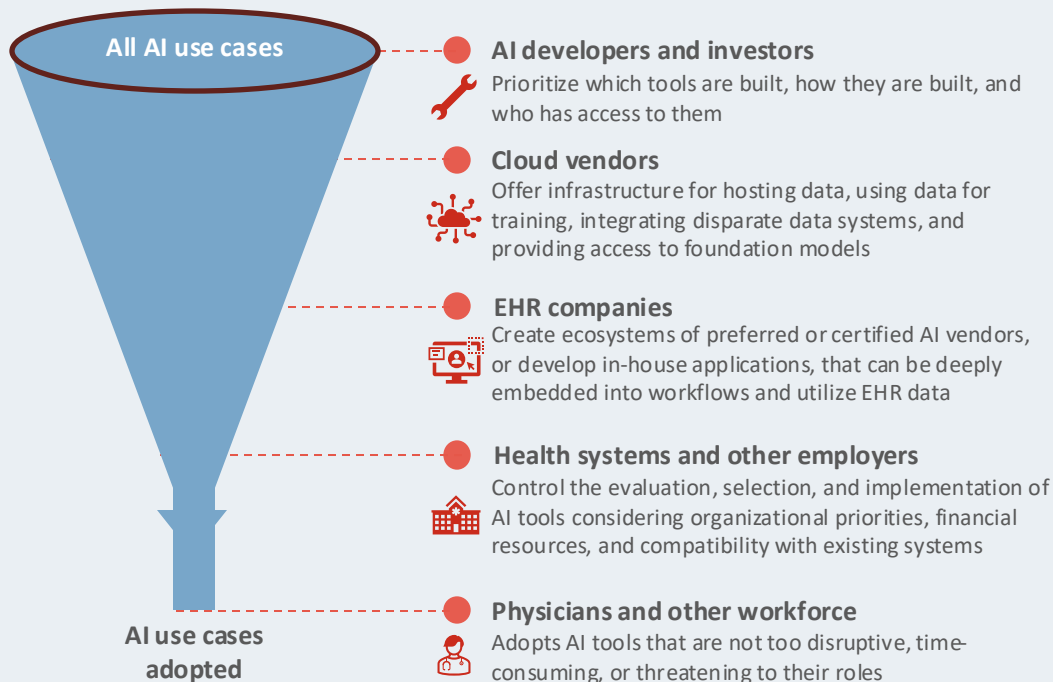 All AI use cases
AI developers and investors
Prioritize which tools are built, how they are built, and
who has access to them
Cloud vendors
Offer infrastructure for hosting data, using data for
training, integrating disparate data systems, and
providing access to foundation models
EHR companies
Create ecosystems of preferred or certified AI vendors,
or develop in-house applications, that can be deeply
embedded into workflows and utilize EHR data
Health systems and other employers
Control the evaluation, selection, and implementation of
AI tools considering organizational priorities, financial
resources, and compatibility with existing systems
AI use cases
adopted
Physicians and other workforce
Adopts AI tools that are not too disruptive, time-
consuming, or threatening to their roles